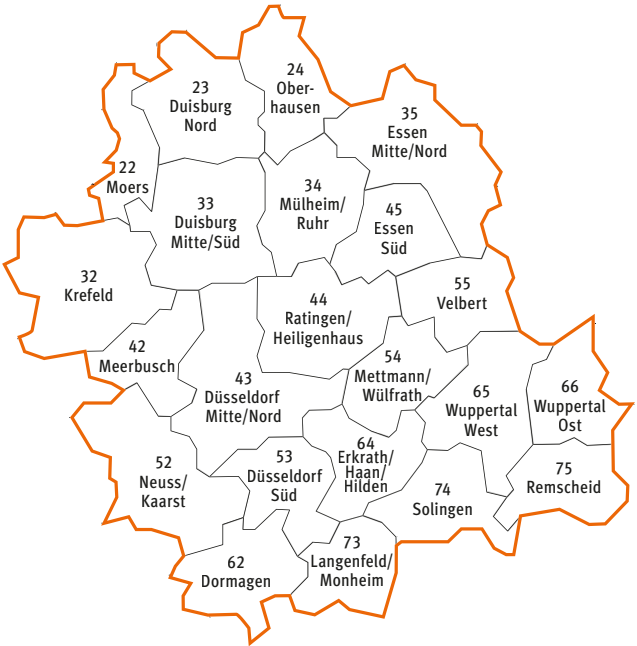 24
Ober-
hausen
23
Duisburg
Nord
35
Essen
Mitte/Nord
22
Moers
34
Mülheim/
Ruhr
33
Duisburg
Mitte/Süd
45
Essen
Süd
32
Krefeld
55
Velbert
44
Ratingen/
Heiligenhaus
42
Meerbusch
54
Mettmann/
Wülfrath
43
Düsseldorf
Mitte/Nord
65
Wuppertal
West
66
Wuppertal
Ost
64
Erkrath/
Haan/
Hilden
53
Düsseldorf
Süd
52
Neuss/
Kaarst
75
Remscheid
74
Solingen
73
Langenfeld/
Monheim
62
Dormagen